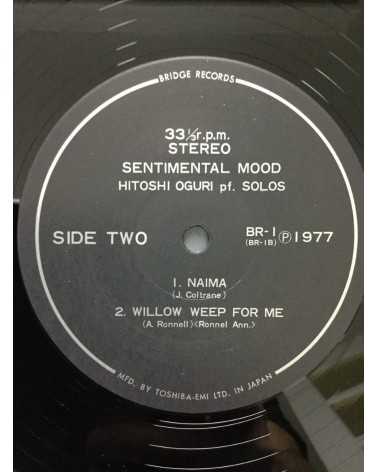 BRIDGE RECORDS
33⅓r.p.m.
STEREO
SENTIMENTAL MOOD
HITOSHI OGURI pf. SOLOS
SIDE TWO
BR-1 ℗1977
(BR-1B)
1. NAIMA
(J. Coltrane)
2. WILLOW WEEP FOR ME
(A. Ronnell)<Ronnel Ann.>
MFD. BY TOSHIBA-EMI LTD. IN JAPAN